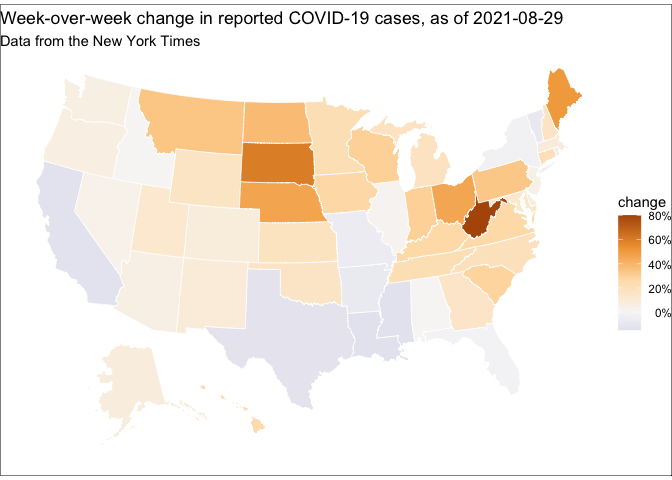 Week-over-week change in reported COVID-19 cases, as of 2021-08-29
Data from the New York Times
change
80%
60%
40%
20%
0%